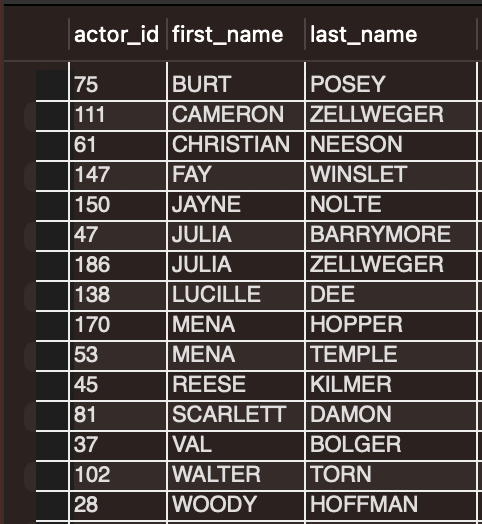 actor_id first_name last_name
75 BURT POSEY
111 CAMERON ZELLWEGER
61 CHRISTIAN NEESON
147 FAY WINSLET
150 JAYNE NOLTE
47 JULIA BARRYMORE
186 JULIA ZELLWEGER
138 LUCILLE DEE
170 MENA HOPPER
53 MENA TEMPLE
45 REESE KILMER
81 SCARLETT DAMON
37 VAL BOLGER
102 WALTER TORN
28 WOODY HOFFMAN